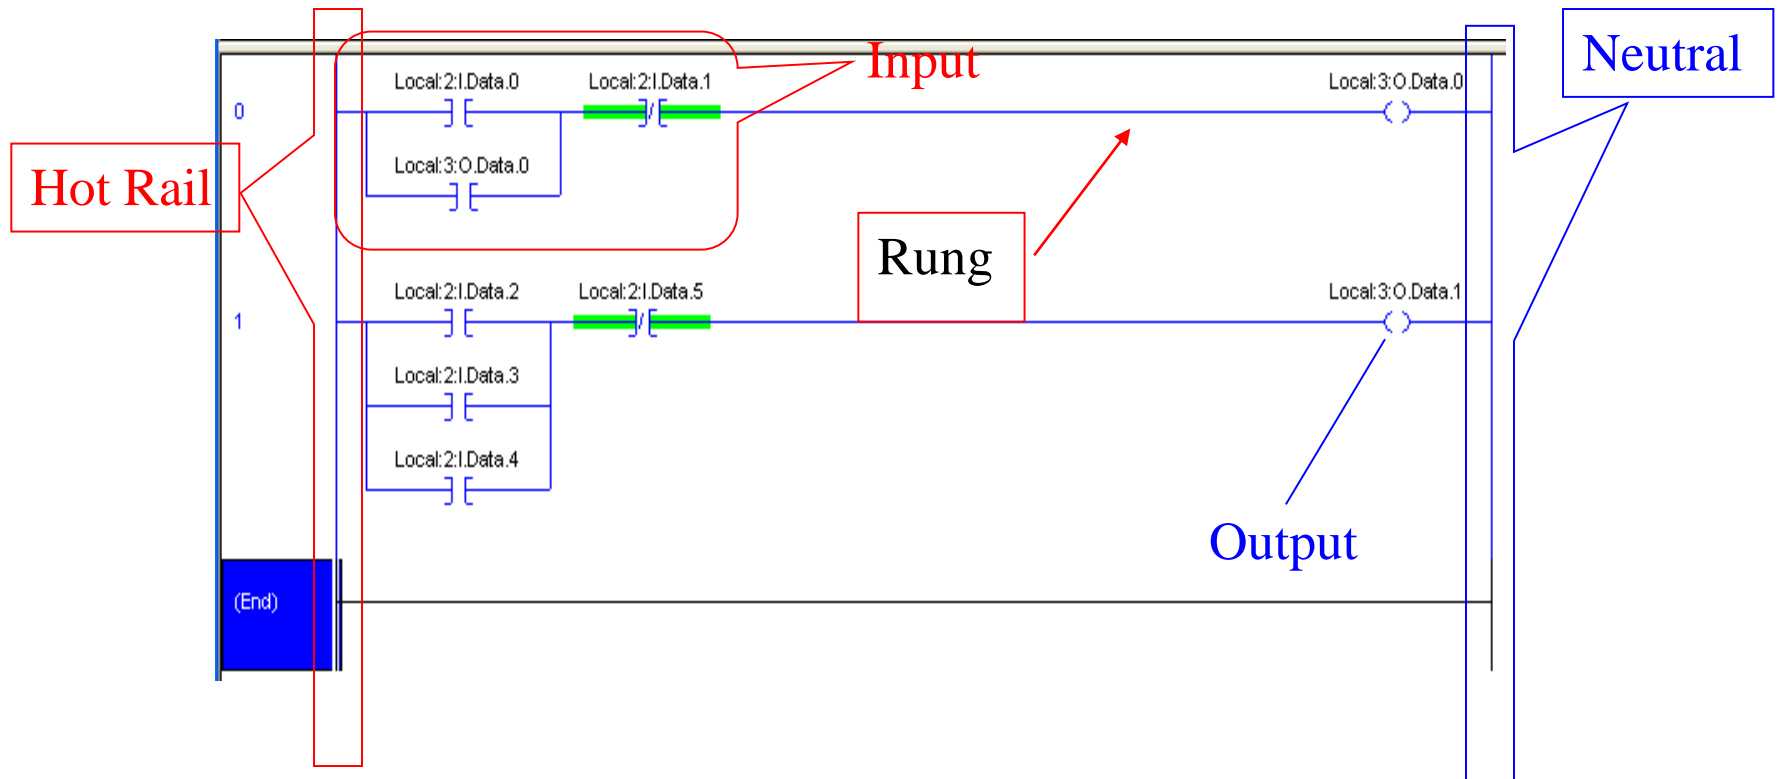 Neutral
Input
Local:2:I.Data.0 Local:2:I.Data.1 Local:3:O.Data.0
0
Local:3:O.Data.0
Hot Rail
Rung
Local:2:I.Data.2 Local:2:I.Data.5 Local:3:O.Data.1
1
Local:2:I.Data.3
Local:2:I.Data.4
Output
(End)